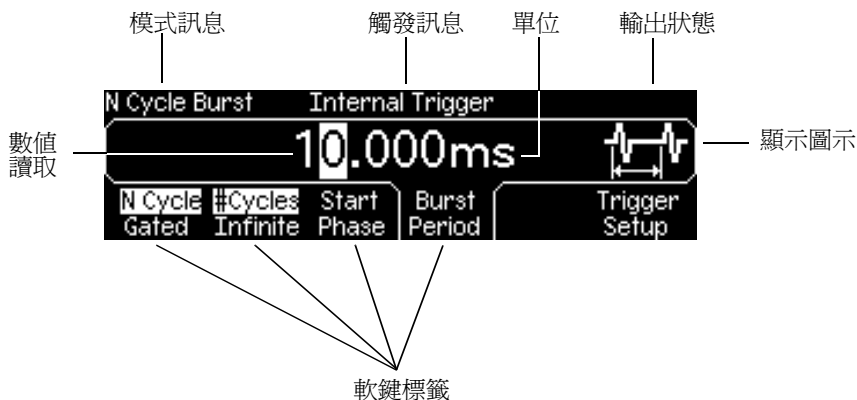 模式訊息 觸發訊息 單位 輸出狀態
N Cycle Burst Internal Trigger
數值
讀取
10.000ms
顯示圖示
N Cycle #Cycles Start Burst Trigger
Gated Infinite Phase Period Setup
軟鍵標籤